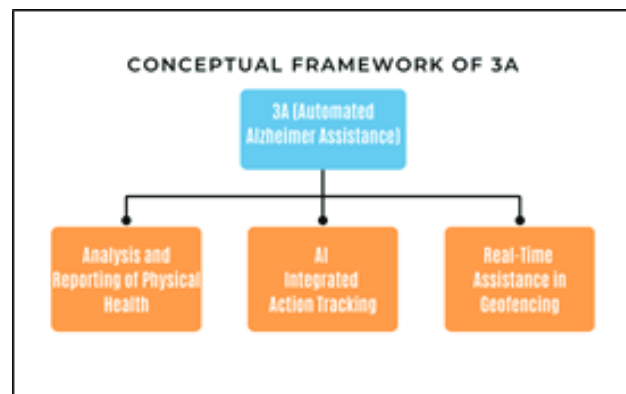 CONCEPTUAL FRAMEWORK OF 3A
3A (Automated
Alzheimer Assistance)
Analysis and
Reporting of Physical
Health
AI
Integrated
Action Tracking
Real-Time
Assistance in
Geofencing